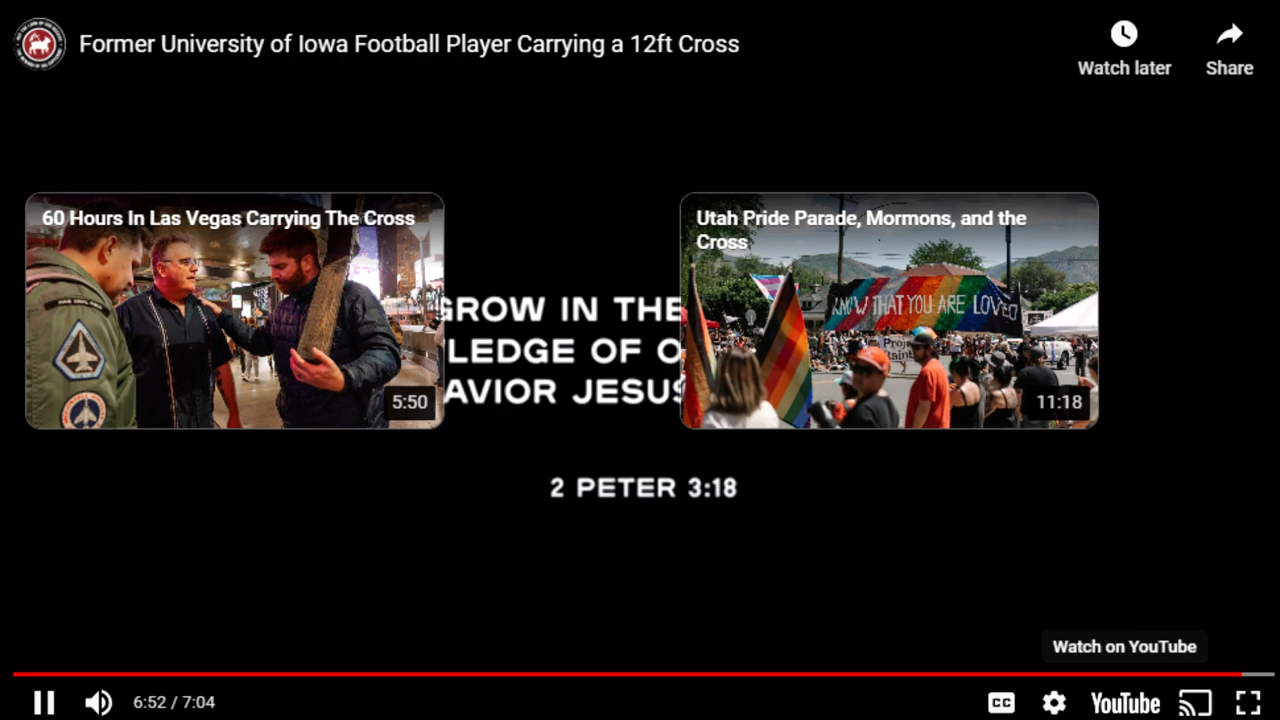 Former University of Iowa Football Player Carrying a 12ft Cross
Watch later
Share
60 Hours In Las Vegas Carrying The Cross
5:50
Utah Pride Parade, Mormons, and the
Cross
KNOW THAT YOU ARE LOVED
11:18
GROW IN THE
LEDGE OF O
AVIOR JESUS
2 PETER 3:18
Watch on YouTube
6:52 / 7:04
CC
YouTube